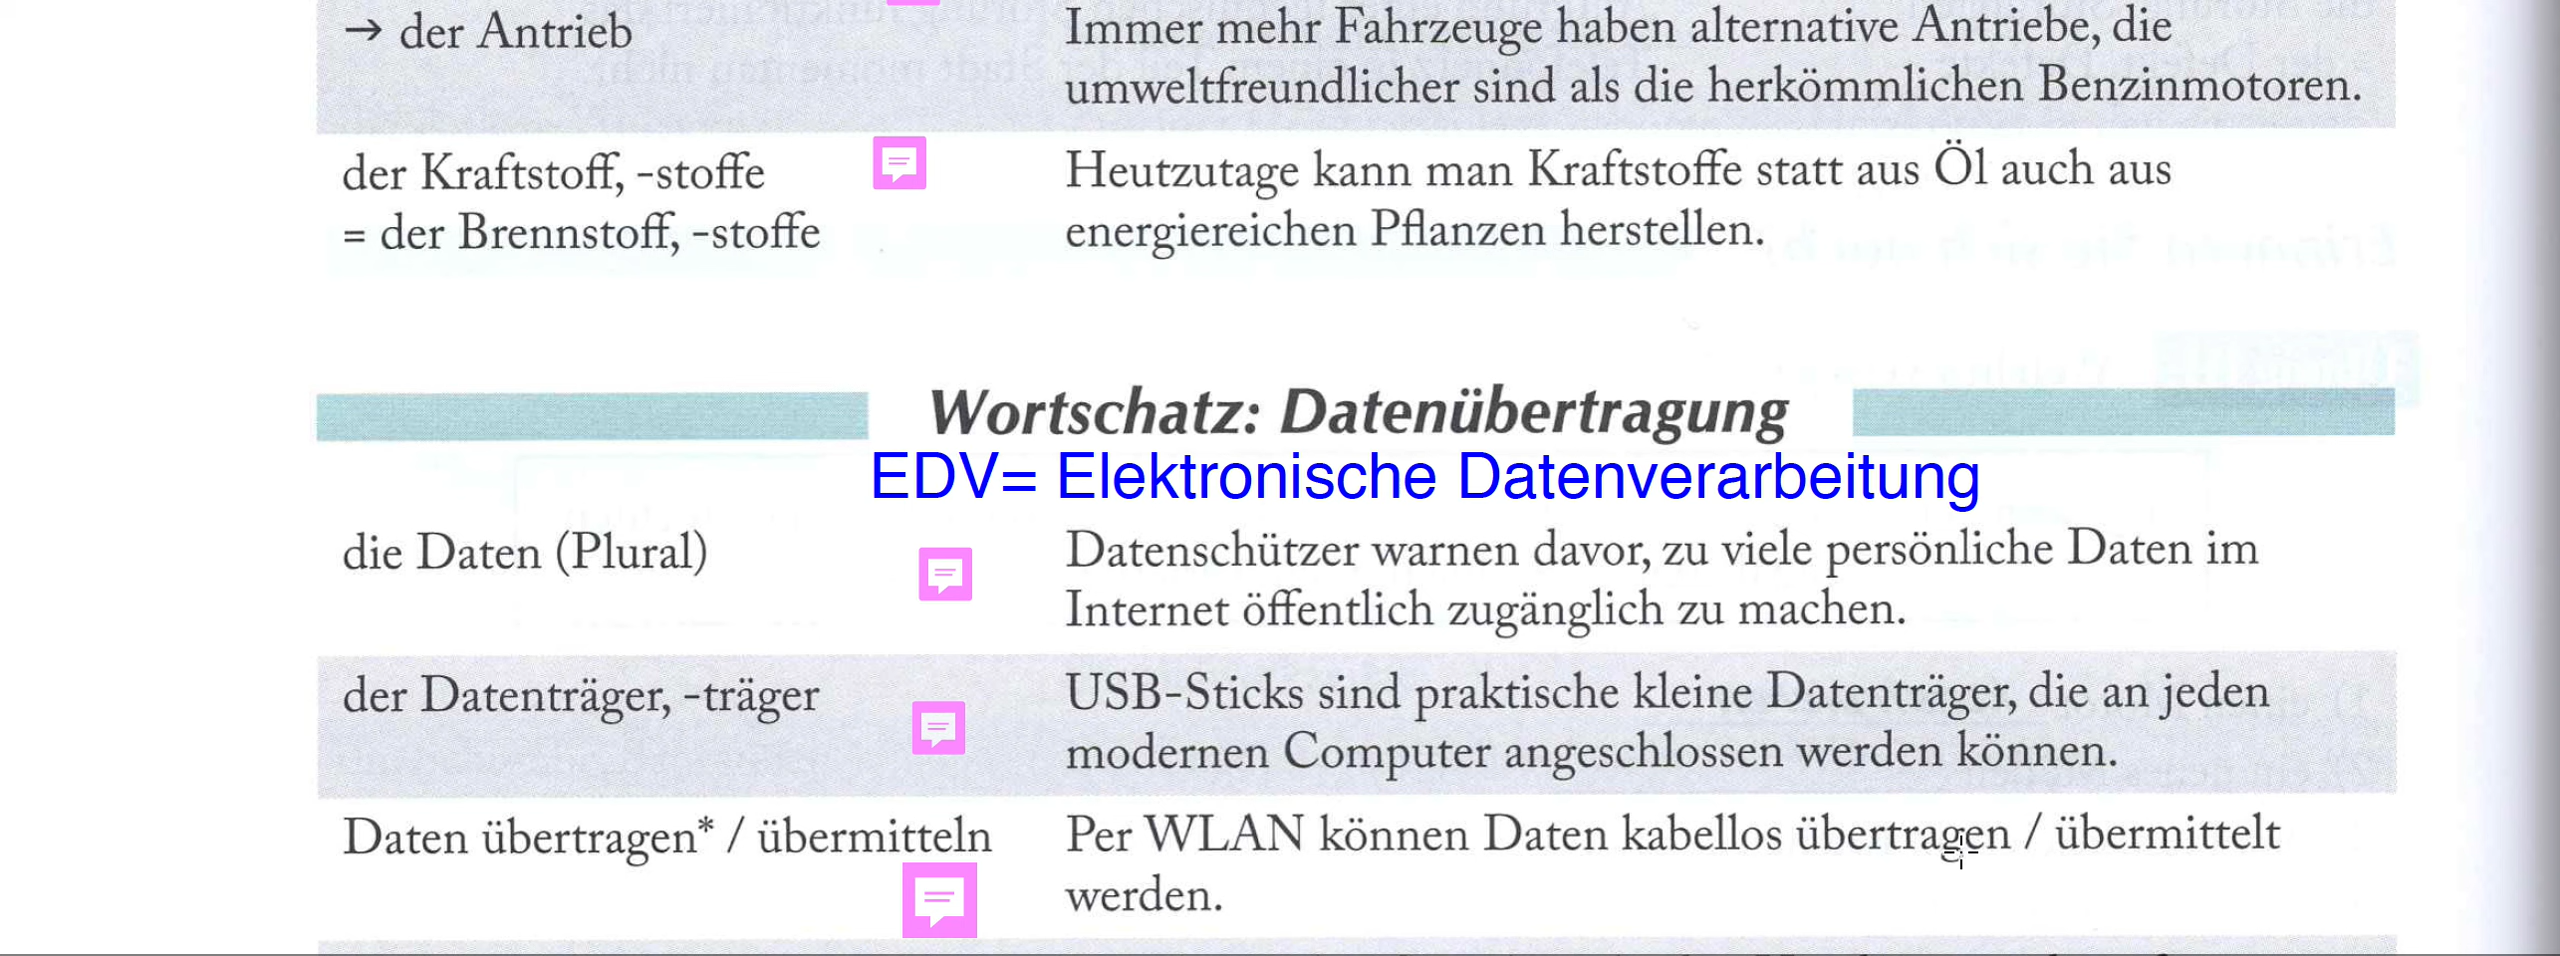 → der Antrieb
Immer mehr Fahrzeuge haben alternative Antriebe, die
umweltfreundlicher sind als die herkömmlichen Benzinmotoren.
der Kraftstoff, -stoffe
= der Brennstoff, -stoffe
Heutzutage kann man Kraftstoffe statt aus Öl auch aus
energiereichen Pflanzen herstellen.
Wortschatz: Datenübertragung
EDV= Elektronische Datenverarbeitung
die Daten (Plural)
Datenschützer warnen davor, zu viele persönliche Daten im
Internet öffentlich zugänglich zu machen.
der Datenträger, -träger
USB-Sticks sind praktische kleine Datenträger, die an jeden
modernen Computer angeschlossen werden können.
Daten übertragen* / übermitteln
Per WLAN können Daten kabellos übertragen / übermittelt
werden.